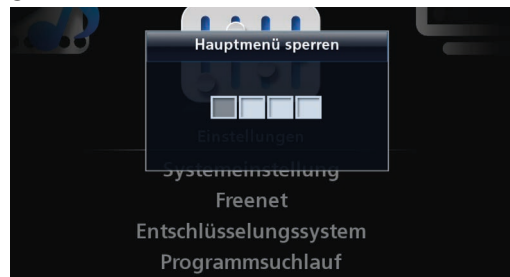 Hauptmenü sperren
Einstellungen
Systemeinstellung
Freenet
Entschlüsselungssystem
Programmsuchlauf